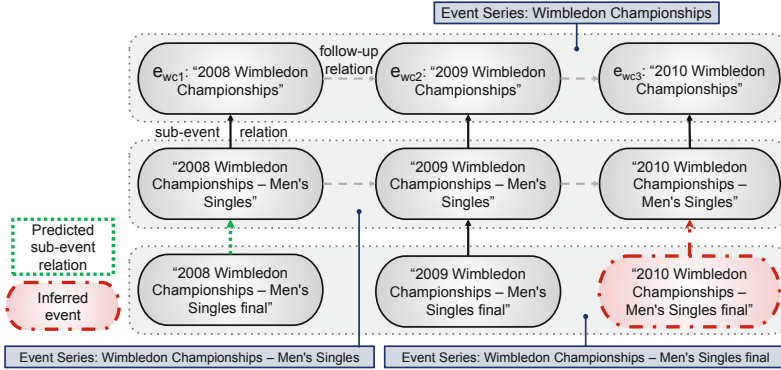 Event Series: Wimbledon Championships
e_wc1: “2008 Wimbledon
Championships”
follow-up
relation
e_wc2: “2009 Wimbledon
Championships”
e_wc3: “2010 Wimbledon
Championships”
sub-event relation
“2008 Wimbledon
Championships – Men's
Singles”
“2009 Wimbledon
Championships – Men's
Singles”
“2010 Wimbledon
Championships –
Men's Singles”
Predicted
sub-event
relation
Inferred
event
“2008 Wimbledon
Championships – Men's
Singles final”
“2009 Wimbledon
Championships – Men's
Singles final”
“2010 Wimbledon
Championships –
Men's Singles final”
Event Series: Wimbledon Championships – Men's Singles
Event Series: Wimbledon Championships – Men's Singles final